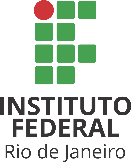 INSTITUTO
FEDERAL
Rio de Janeiro